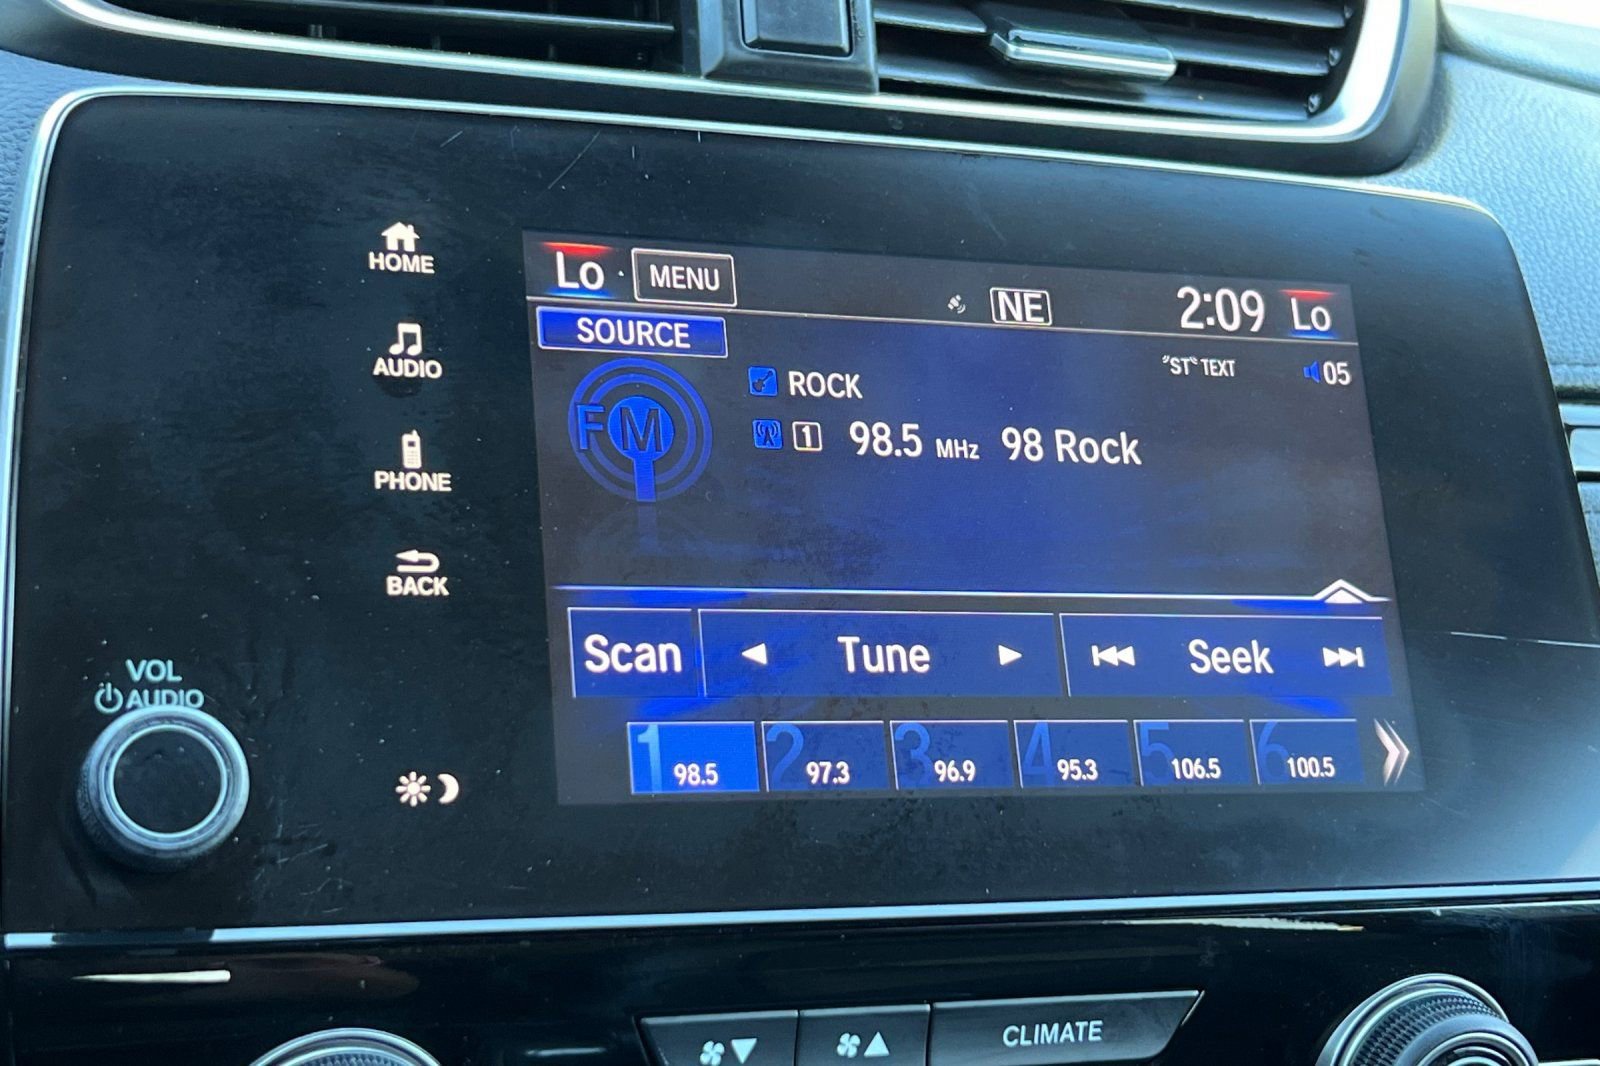 HOME
AUDIO
PHONE
BACK
VOL
AUDIO
Lo · MENU NE 2:09 Lo
SOURCE
"ST" TEXT 05
FM
ROCK
1 98.5 MHz 98 Rock
Scan Tune Seek
1 98.5 2 97.3 3 96.9 4 95.3 5 106.5 6 100.5
CLIMATE